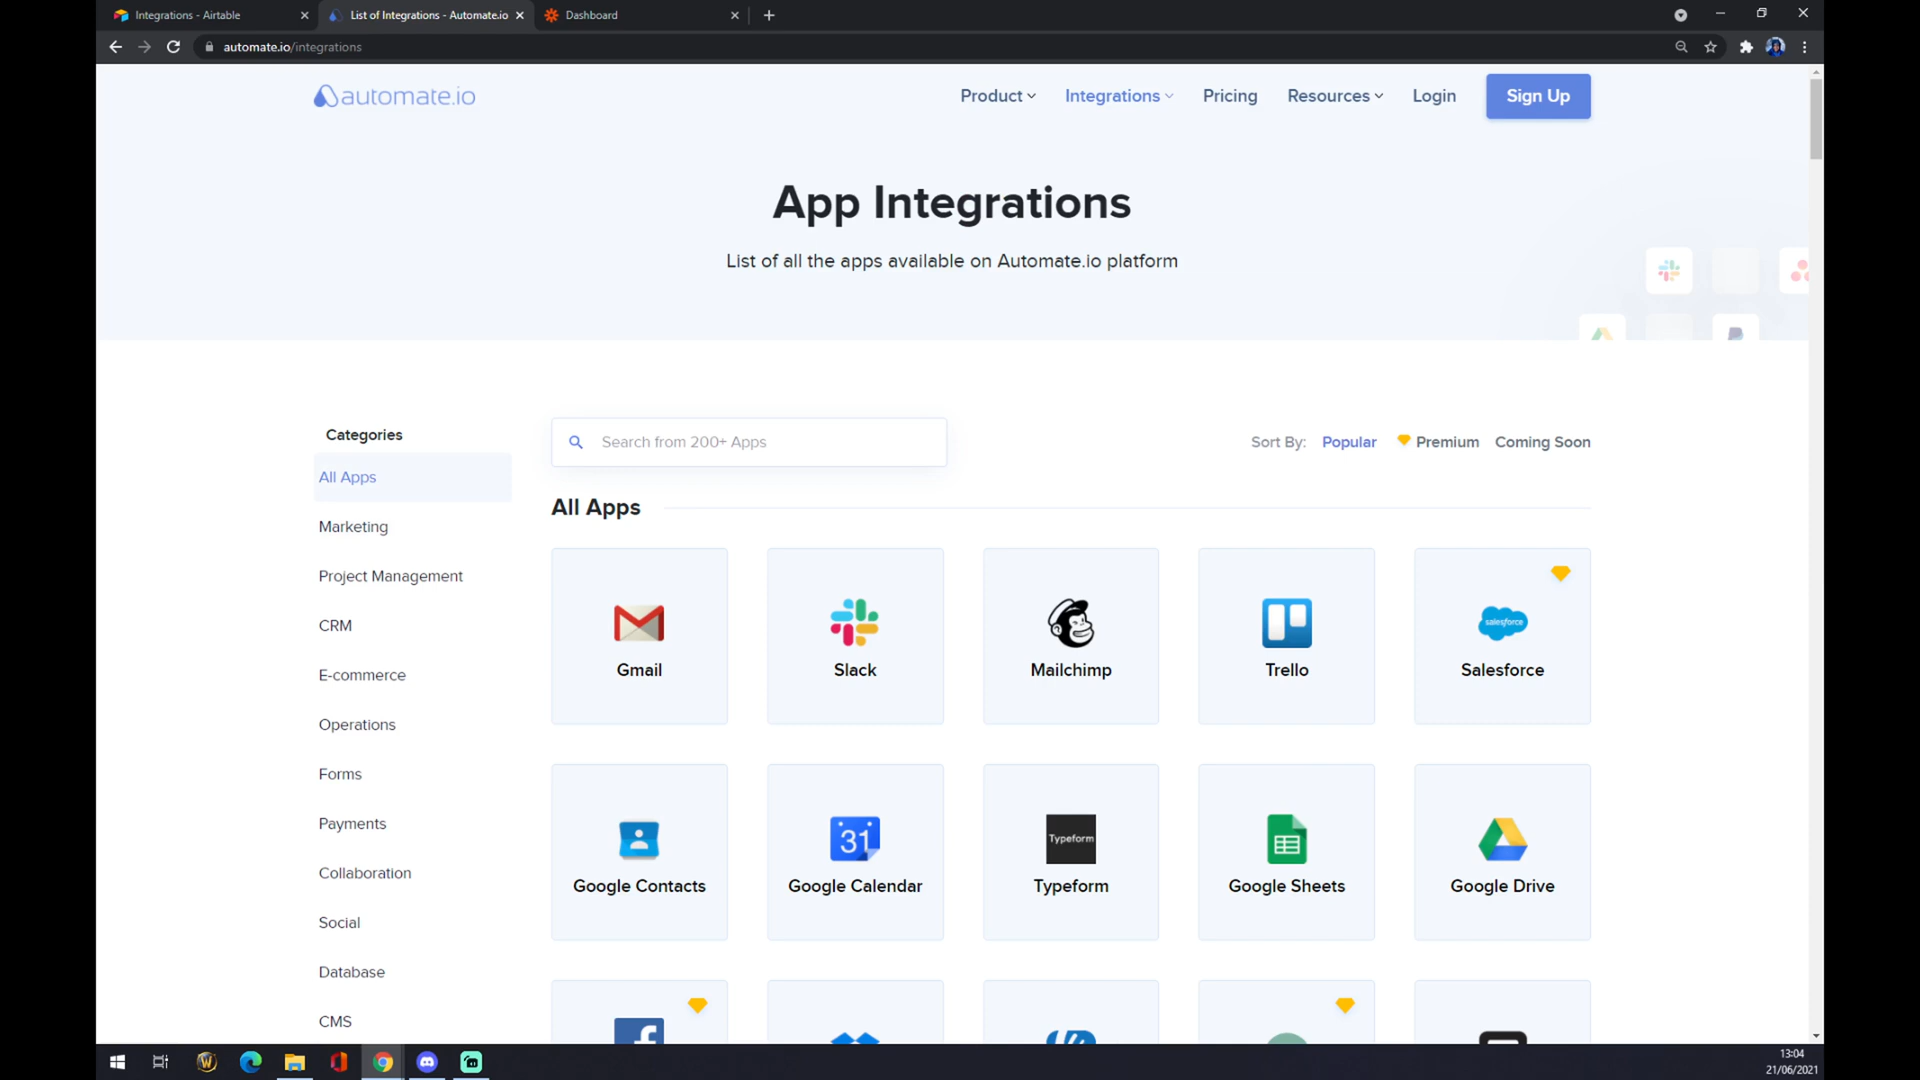 Integrations - Airtable
List of Integrations - Automate.io
Dashboard
automate.io/integrations
automate.io
Product
Integrations
Pricing
Resources
Login
Sign Up
App Integrations
List of all the apps available on Automate.io platform
Categories
All Apps
Marketing
Project Management
CRM
E-commerce
Operations
Forms
Payments
Collaboration
Social
Database
CMS
Search from 200+ Apps
Sort By:
Popular
Premium
Coming Soon
All Apps
Gmail
Slack
Mailchimp
Trello
salesforce
Salesforce
Google Contacts
31
Google Calendar
Typeform
Typeform
Google Sheets
Google Drive
13:04
21/06/2021